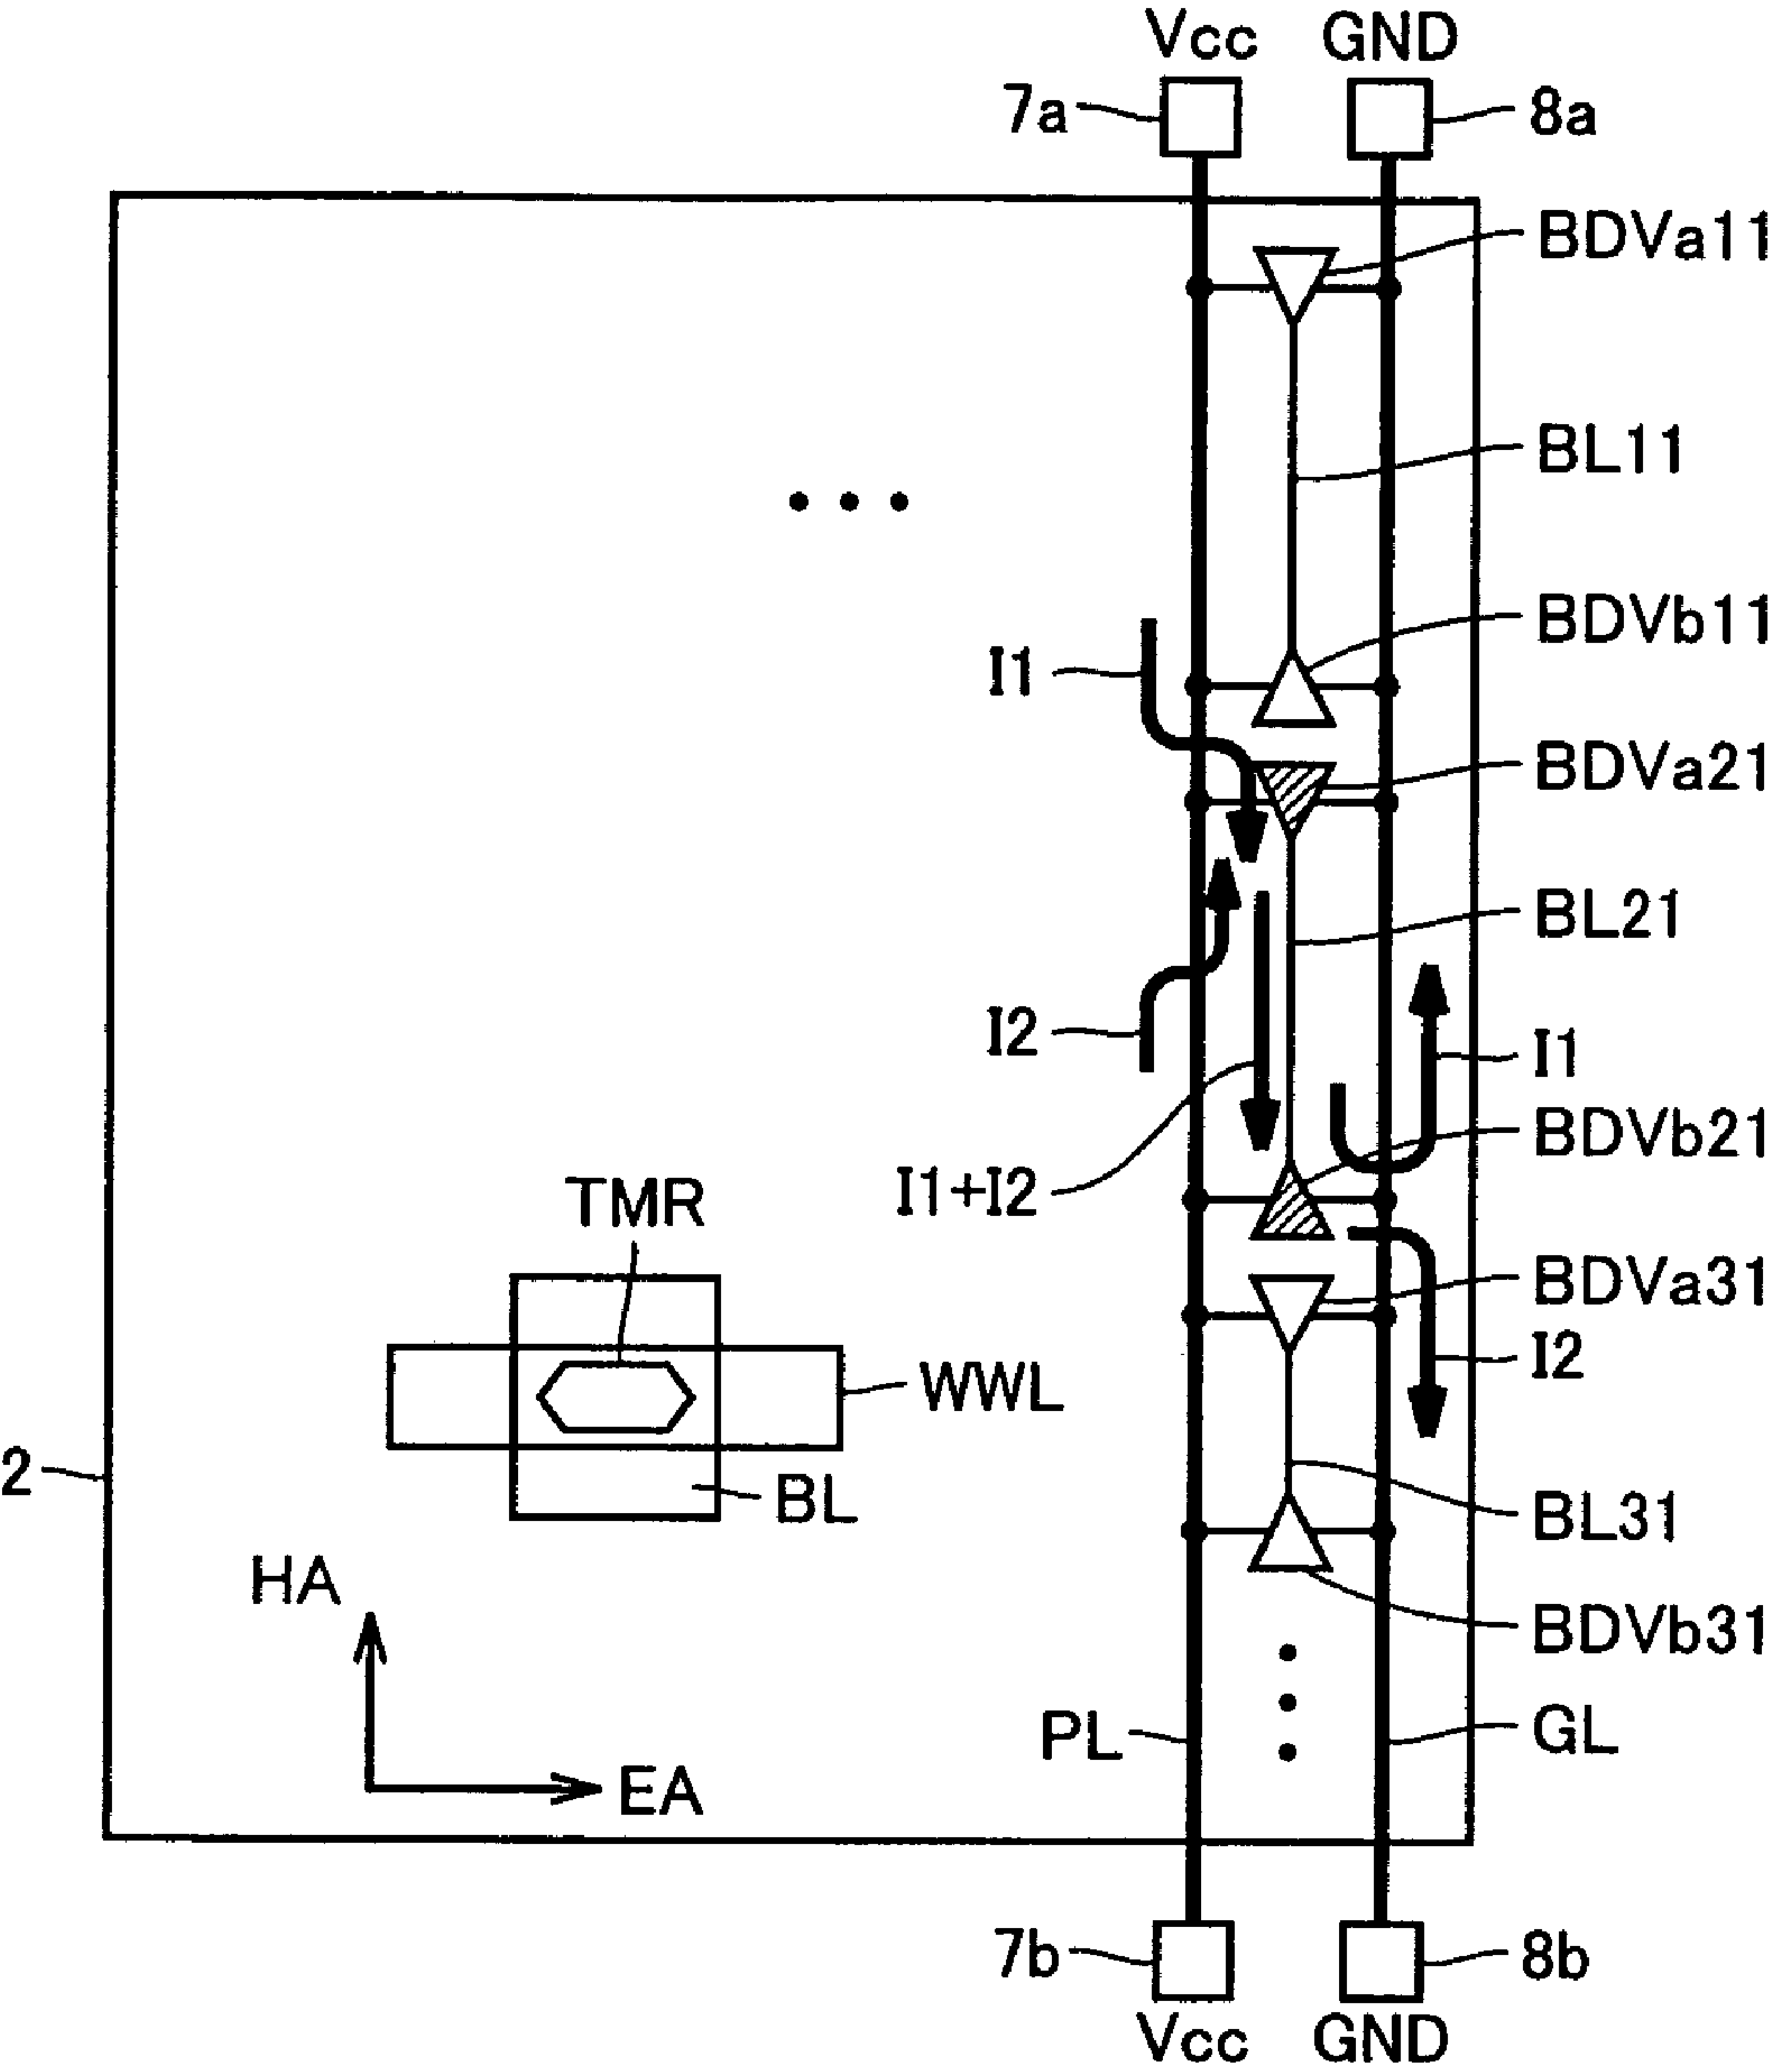 Vcc GND
7a 8a
BDVa11
BL11
BDVb11
I1
BDVa21
BL21
I2 I1
BDVb21
TMR I1+I2
BDVa31
I2
WWL
2
BL BL31
HA
BDVb31
PL GL
EA
7b 8b
Vcc GND